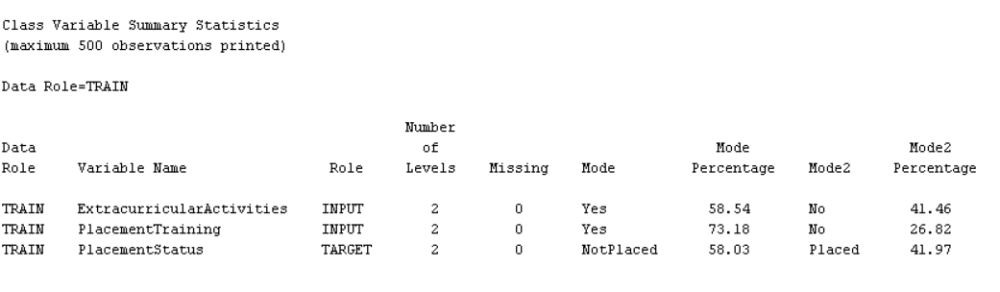 Class Variable Summary Statistics
(maximum 500 observations printed)
Data Role=TRAIN
Number
Data of Mode Mode2
Role Variable Name Role Levels Missing Mode Percentage Mode2 Percentage
TRAIN ExtracurricularActivities INPUT 2 0 Yes 58.54 No 41.46
TRAIN PlacementTraining INPUT 2 0 Yes 73.18 No 26.82
TRAIN PlacementStatus TARGET 2 0 NotPlaced 58.03 Placed 41.97